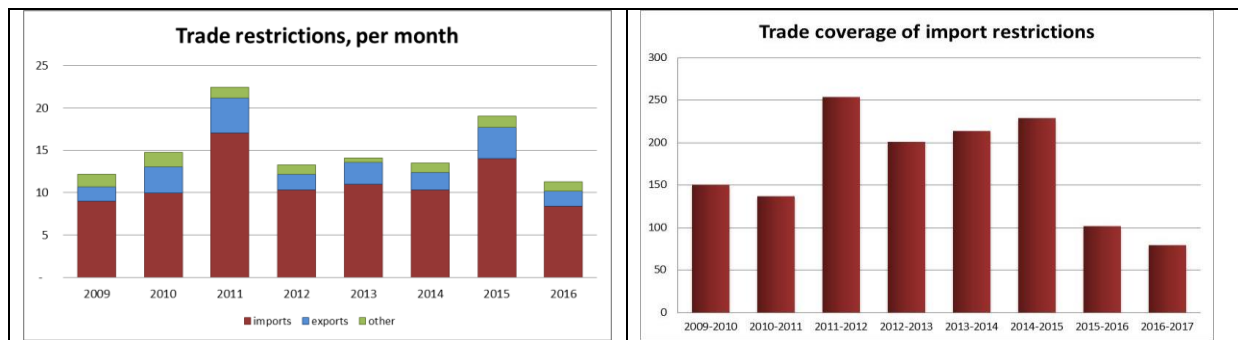 Trade restrictions, per month
25
20
15
10
5
-
2009 2010 2011 2012 2013 2014 2015 2016
imports exports other
Trade coverage of import restrictions
300
250
200
150
100
50
0
2009-2010 2010-2011 2011-2012 2012-2013 2013-2014 2014-2015 2015-2016 2016-2017